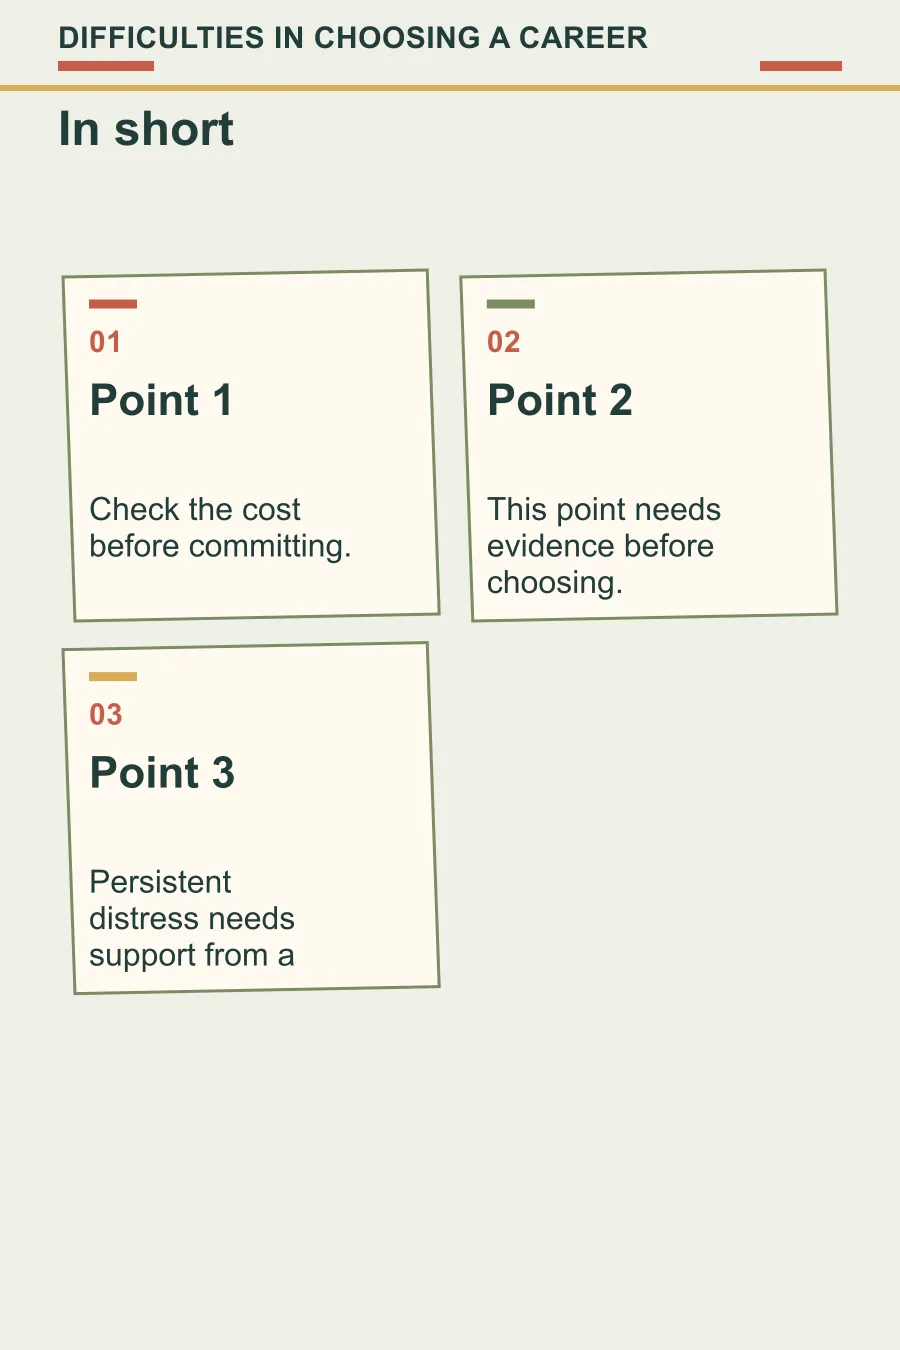 DIFFICULTIES IN CHOOSING A CAREER
In short
01
Point 1
Check the cost
before committing.
02
Point 2
This point needs
evidence before
choosing.
03
Point 3
Persistent
distress needs
support from a